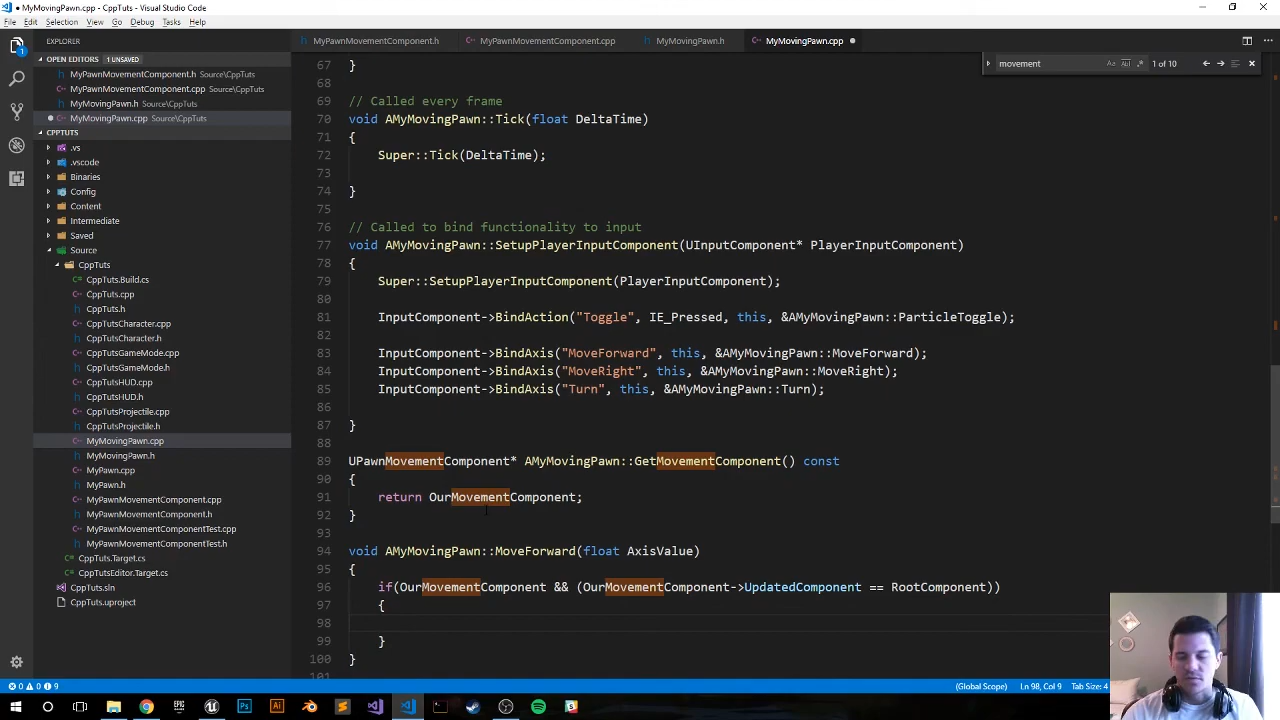 MyMovingPawn.cpp - CppTuts - Visual Studio Code
File Edit Selection View Go Debug Tasks Help
EXPLORER
MyPawnMovementComponent.h MyPawnMovementComponent.cpp MyMovingPawn.h MyMovingPawn.cpp
movement
1 of 10
OPEN EDITORS 1 UNSAVED
MyPawnMovementComponent.h Source\CppTuts
MyPawnMovementComponent.cpp Source\CppTuts
MyMovingPawn.h Source\CppTuts
MyMovingPawn.cpp Source\CppTuts
CPPTUTS
.vs
.vscode
Binaries
Config
Content
Intermediate
Saved
Source
CppTuts
CppTuts.Build.cs
CppTuts.cpp
CppTuts.h
CppTutsCharacter.cpp
CppTutsCharacter.h
CppTutsGameMode.cpp
CppTutsGameMode.h
CppTutsHUD.cpp
CppTutsHUD.h
CppTutsProjectile.cpp
CppTutsProjectile.h
MyMovingPawn.cpp
MyMovingPawn.h
MyPawn.cpp
MyPawn.h
MyPawnMovementComponent.cpp
MyPawnMovementComponent.h
MyPawnMovementComponentTest.cpp
MyPawnMovementComponentTest.h
CppTuts.Target.cs
CppTutsEditor.Target.cs
CppTuts.sln
CppTuts.uproject
67 }
68
69 // Called every frame
70 void AMyMovingPawn::Tick(float DeltaTime)
71 {
72 Super::Tick(DeltaTime);
73
74 }
75
76 // Called to bind functionality to input
77 void AMyMovingPawn::SetupPlayerInputComponent(UInputComponent* PlayerInputComponent)
78 {
79 Super::SetupPlayerInputComponent(PlayerInputComponent);
80
81 InputComponent->BindAction("Toggle", IE_Pressed, this, &AMyMovingPawn::ParticleToggle);
82
83 InputComponent->BindAxis("MoveForward", this, &AMyMovingPawn::MoveForward);
84 InputComponent->BindAxis("MoveRight", this, &AMyMovingPawn::MoveRight);
85 InputComponent->BindAxis("Turn", this, &AMyMovingPawn::Turn);
86
87 }
88
89 UPawnMovementComponent* AMyMovingPawn::GetMovementComponent() const
90 {
91 return OurMovementComponent;
92 }
93
94 void AMyMovingPawn::MoveForward(float AxisValue)
95 {
96 if(OurMovementComponent && (OurMovementComponent->UpdatedComponent == RootComponent))
97 {
98
99 }
100 }
101
0 0 9
(Global Scope) Ln 98, Col 9 Tab Size: 4